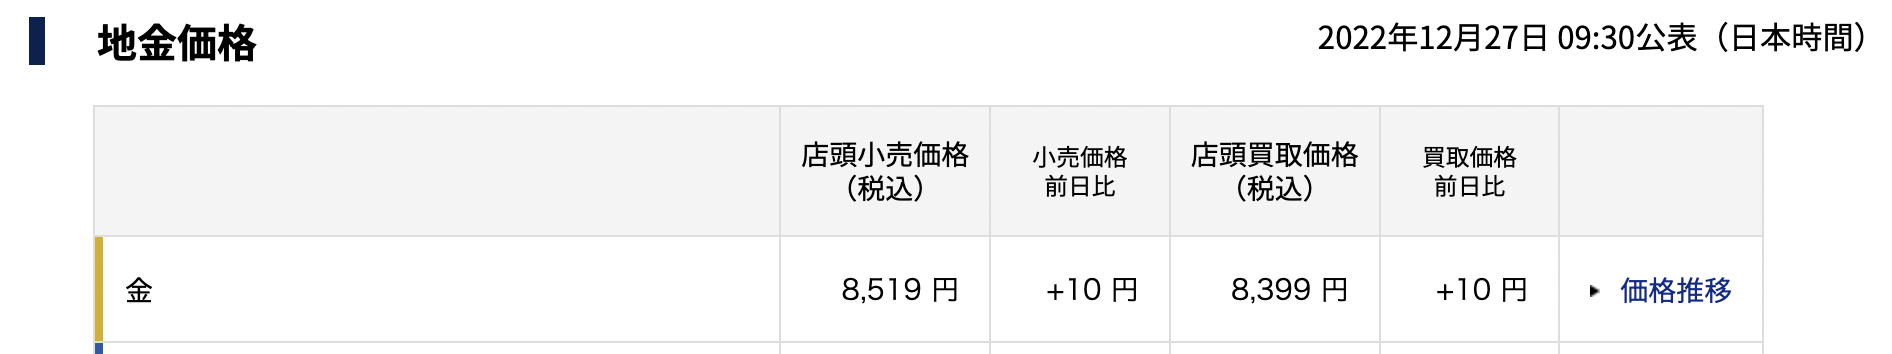 地金価格
2022年12月27日 09:30公表（日本時間）
店頭小売価格
（税込）
小売価格
前日比
店頭買取価格
（税込）
買取価格
前日比
金
8,519 円
+10 円
8,399 円
+10 円
価格推移